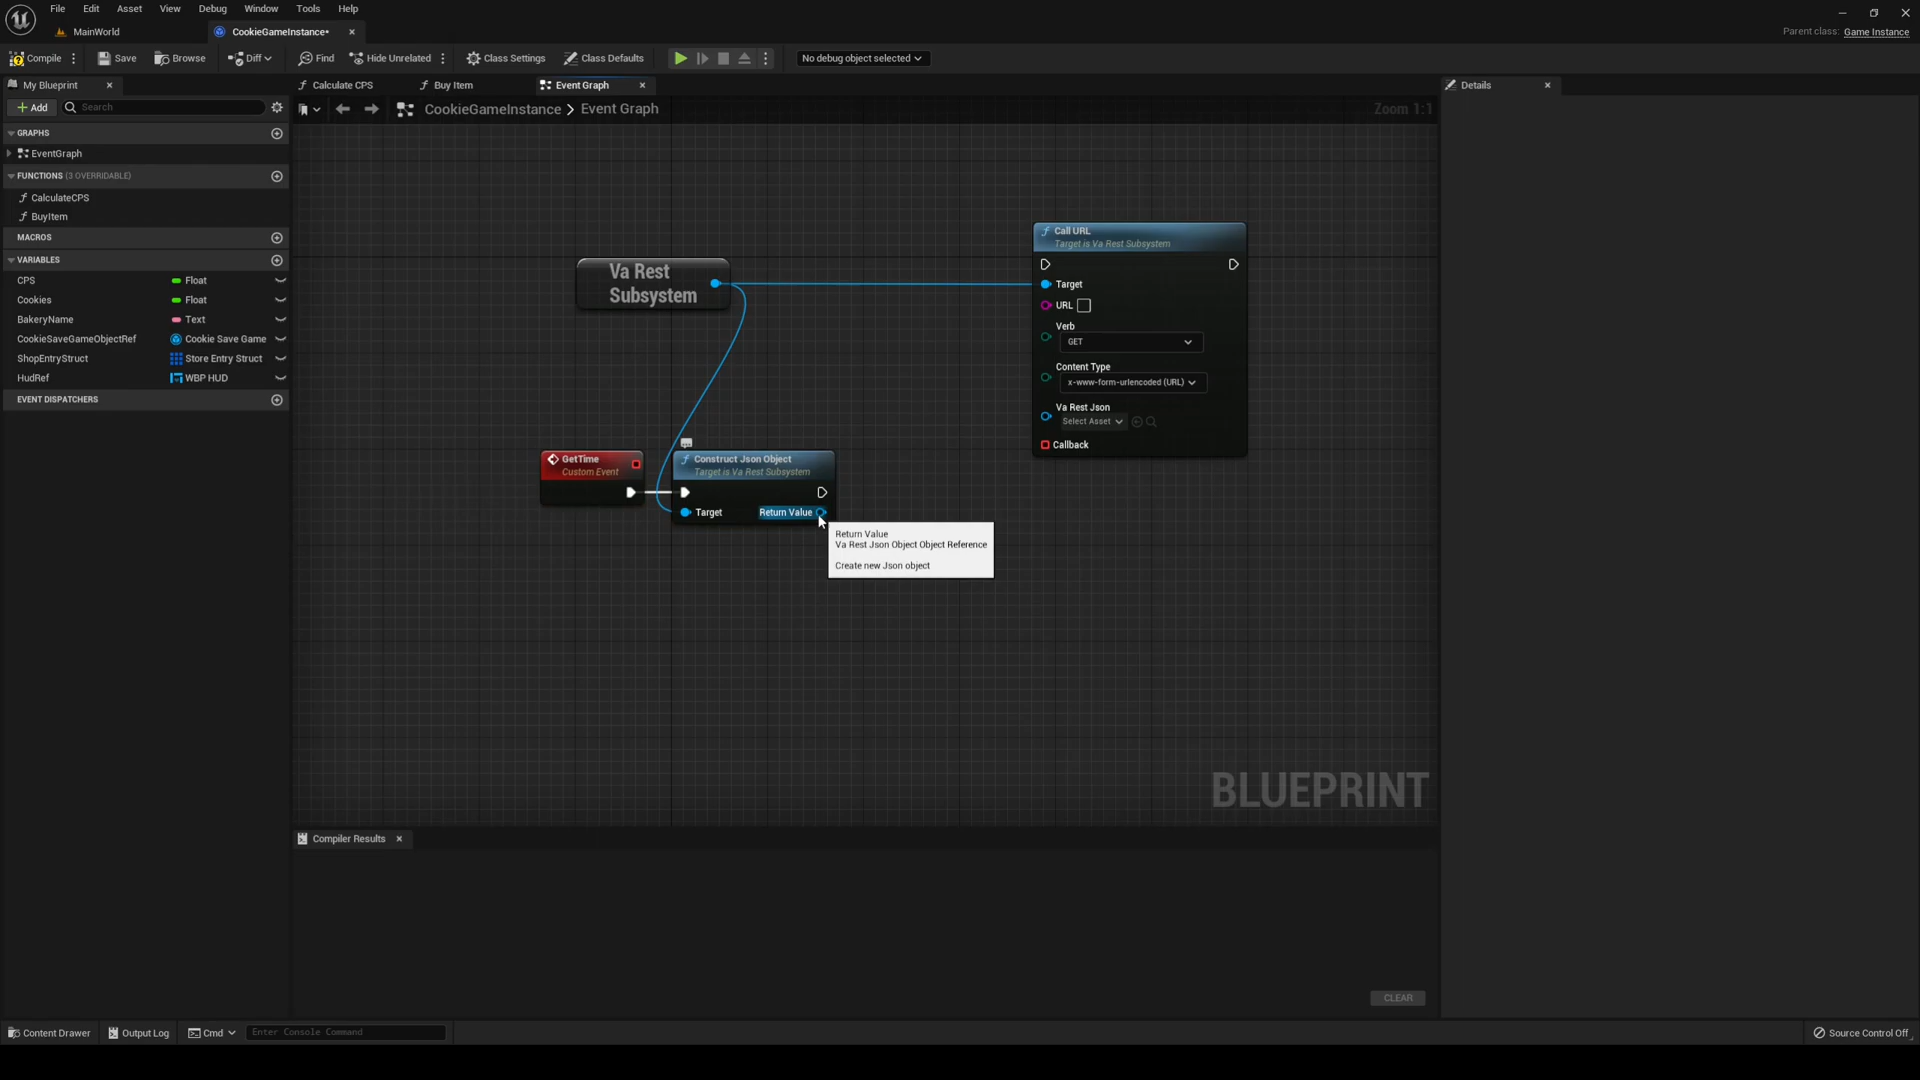 File Edit Asset View Debug Window Tools Help
MainWorld
CookieGameInstance*
Parent class: Game Instance
Compile Save Browse Diff Find Hide Unrelated Class Settings Class Defaults No debug object selected
My Blueprint
Calculate CPS Buy Item Event Graph
Details
Add Search
CookieGameInstance > Event Graph
Zoom 1:1
GRAPHS
EventGraph
FUNCTIONS (3 OVERRIDABLE)
CalculateCPS
BuyItem
MACROS
VARIABLES
CPS Float
Cookies Float
BakeryName Text
CookieSaveGameObjectRef Cookie Save Game
ShopEntryStruct Store Entry Struct
HudRef WBP HUD
EVENT DISPATCHERS
Va Rest
Subsystem
Call URL
Target is Va Rest Subsystem
Target
URL
Verb
GET
Content Type
x-www-form-urlencoded (URL)
Va Rest Json
Select Asset
Callback
GetTime
Custom Event
Construct Json Object
Target is Va Rest Subsystem
Target Return Value
Return Value
Va Rest Json Object Object Reference
Create new Json object
BLUEPRINT
Compiler Results
CLEAR
Content Drawer Output Log Cmd Enter Console Command Source Control Off